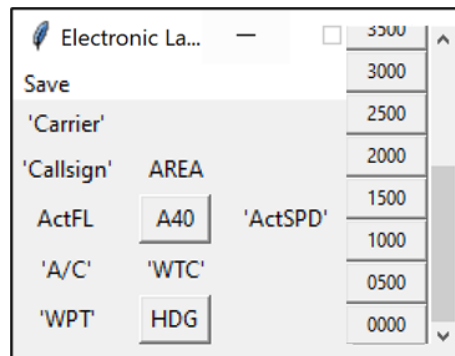 Electronic La...
Save
'Carrier'
'Callsign' AREA
ActFL A40 'ActSPD'
'A/C' 'WTC'
'WPT' HDG
3500
3000
2500
2000
1500
1000
0500
0000